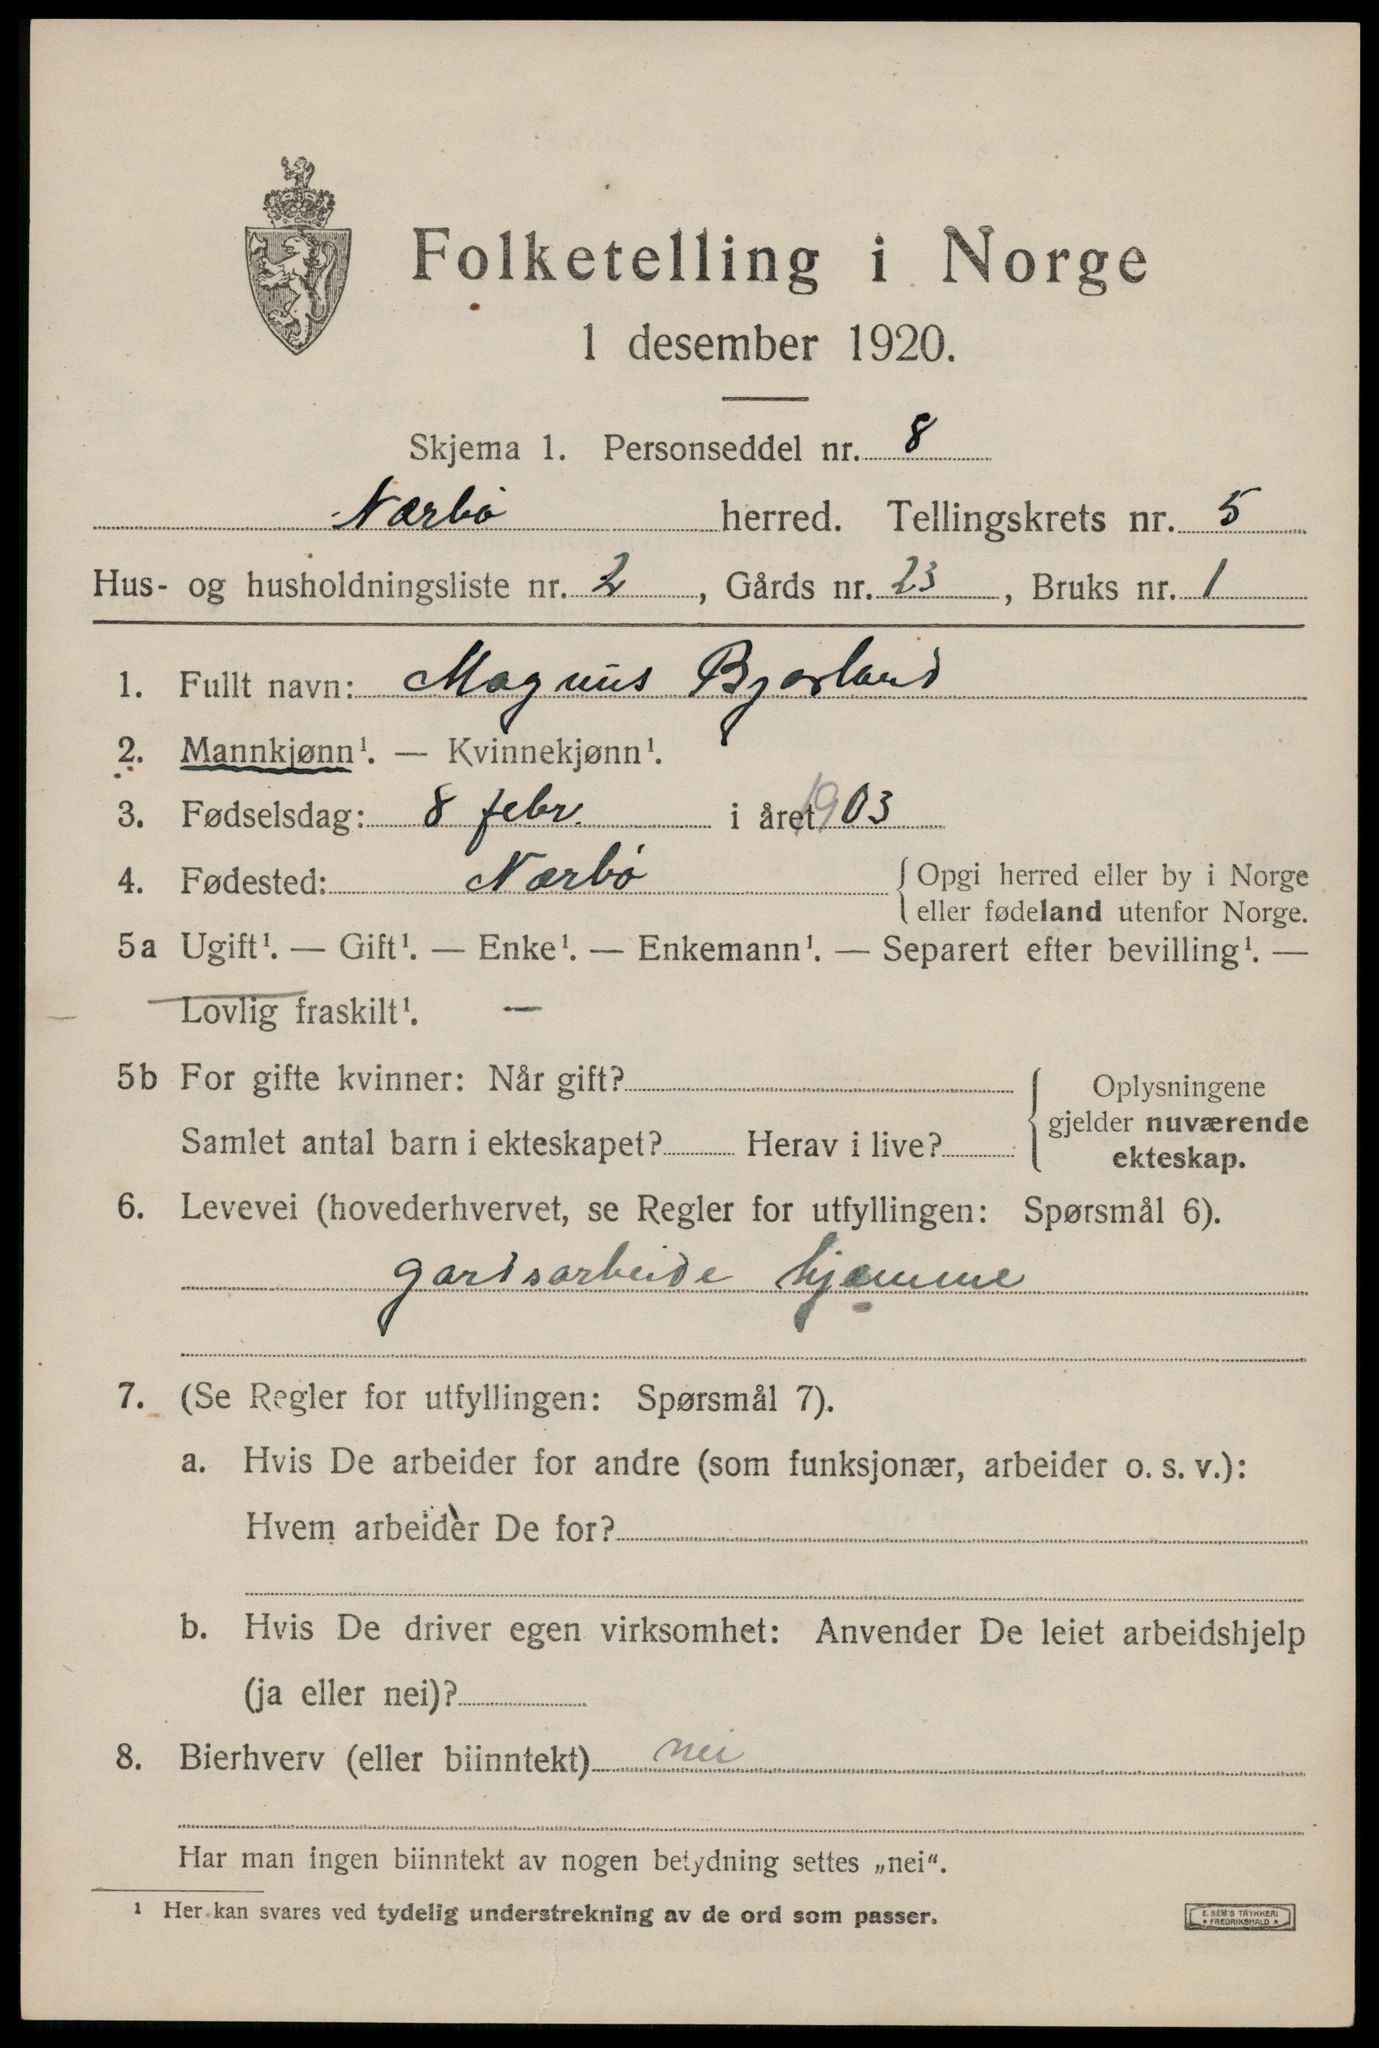 Folketelling i Norge
1 desember 1920.
Skjema 1. Personseddel nr. 8
Nærbø herred. Tellingskrets nr. 5
Hus- og husholdningsliste nr. 2, Gårds nr. 23, Bruks nr. 1
1. Fullt navn: Magnus Bjorland
2. Mannkjønn¹. — Kvinnekjønn¹.
3. Fødselsdag: 8 febr. i året 1903
4. Fødested: Nærbø { Opgi herred eller by i Norge
eller fødeland utenfor Norge.
5a Ugift¹. — Gift¹. — Enke¹. — Enkemann¹. — Separert efter bevilling¹. —
Lovlig fraskilt¹. —
5b For gifte kvinner: Når gift?
Samlet antal barn i ekteskapet? Herav i live?
{ Oplysningene
gjelder nuværende
ekteskap.
6. Levevei (hovederhvervet, se Regler for utfyllingen: Spørsmål 6).
gardsarbeide hjemme
7. (Se Regler for utfyllingen: Spørsmål 7).
a. Hvis De arbeider for andre (som funksjonær, arbeider o. s. v.):
Hvem arbeider De for?
b. Hvis De driver egen virksomhet: Anvender De leiet arbeidshjelp
(ja eller nei)?
8. Bierhverv (eller biinntekt) nei
Har man ingen biinntekt av nogen betydning settes „nei“.
¹ Her kan svares ved tydelig understrekning av de ord som passer.
E. SEM'S TRYKKERI
• FREDRIKSHALD •